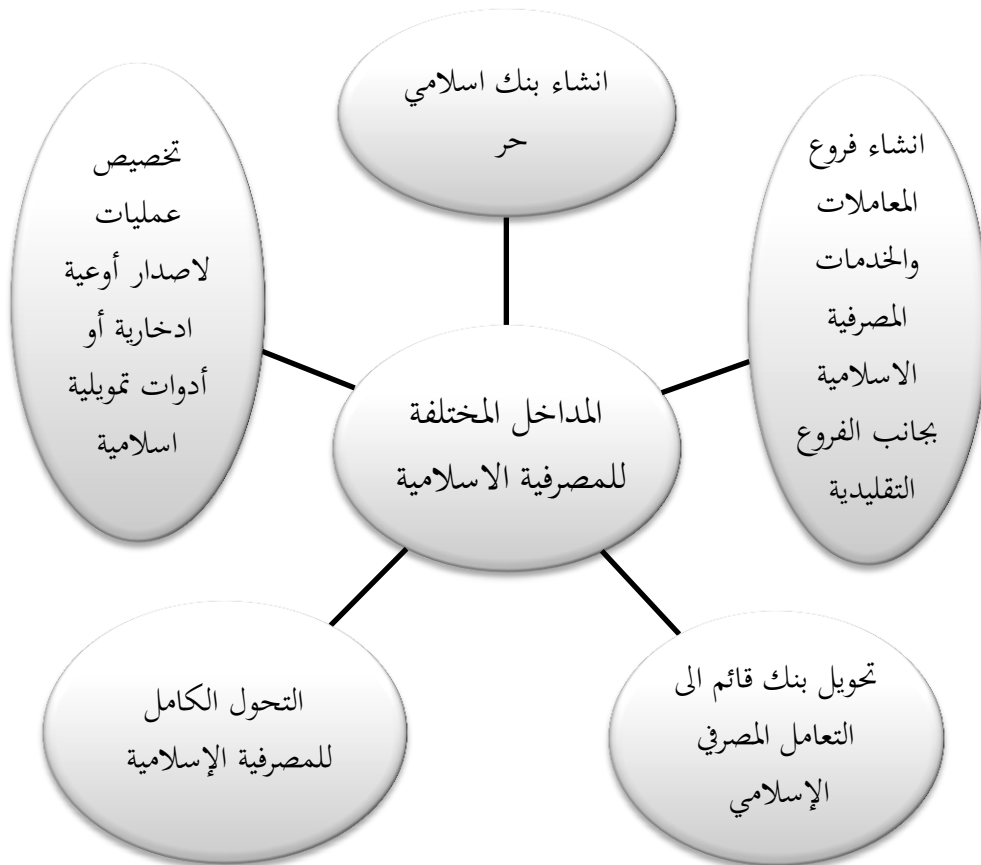 انشاء بنك اسلامي
حر
انشاء فروع
المعاملات
والخدمات
المصرفية
الاسلامية
بجانب الفروع
التقليدية
تخصيص
عمليات
لاصدار أوعية
ادخارية أو
أدوات تمويلية
اسلامية
المداخل المختلفة
للمصرفية الاسلامية
تحويل بنك قائم الى
التعامل المصرفي
الإسلامي
التحول الكامل
للمصرفية الإسلامية